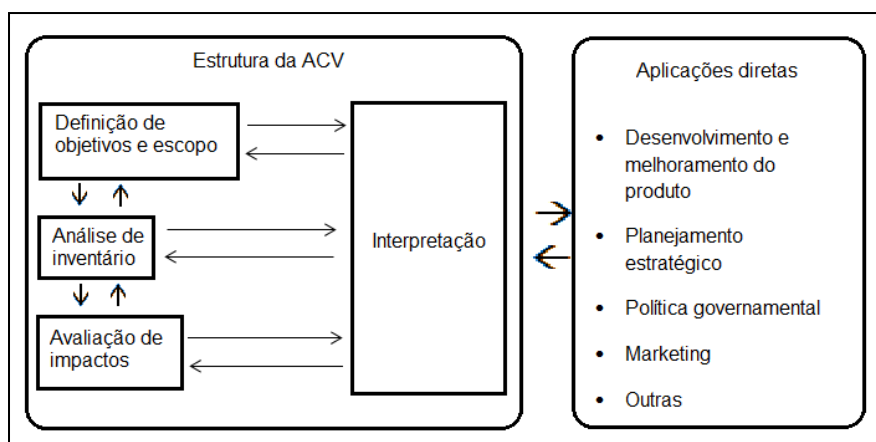 Estrutura da ACV
Definição de
objetivos e escopo
Análise de
inventário
Avaliação de
impactos
Interpretação
Aplicações diretas
• Desenvolvimento e
melhoramento do
produto
• Planejamento
estratégico
• Política governamental
• Marketing
• Outras